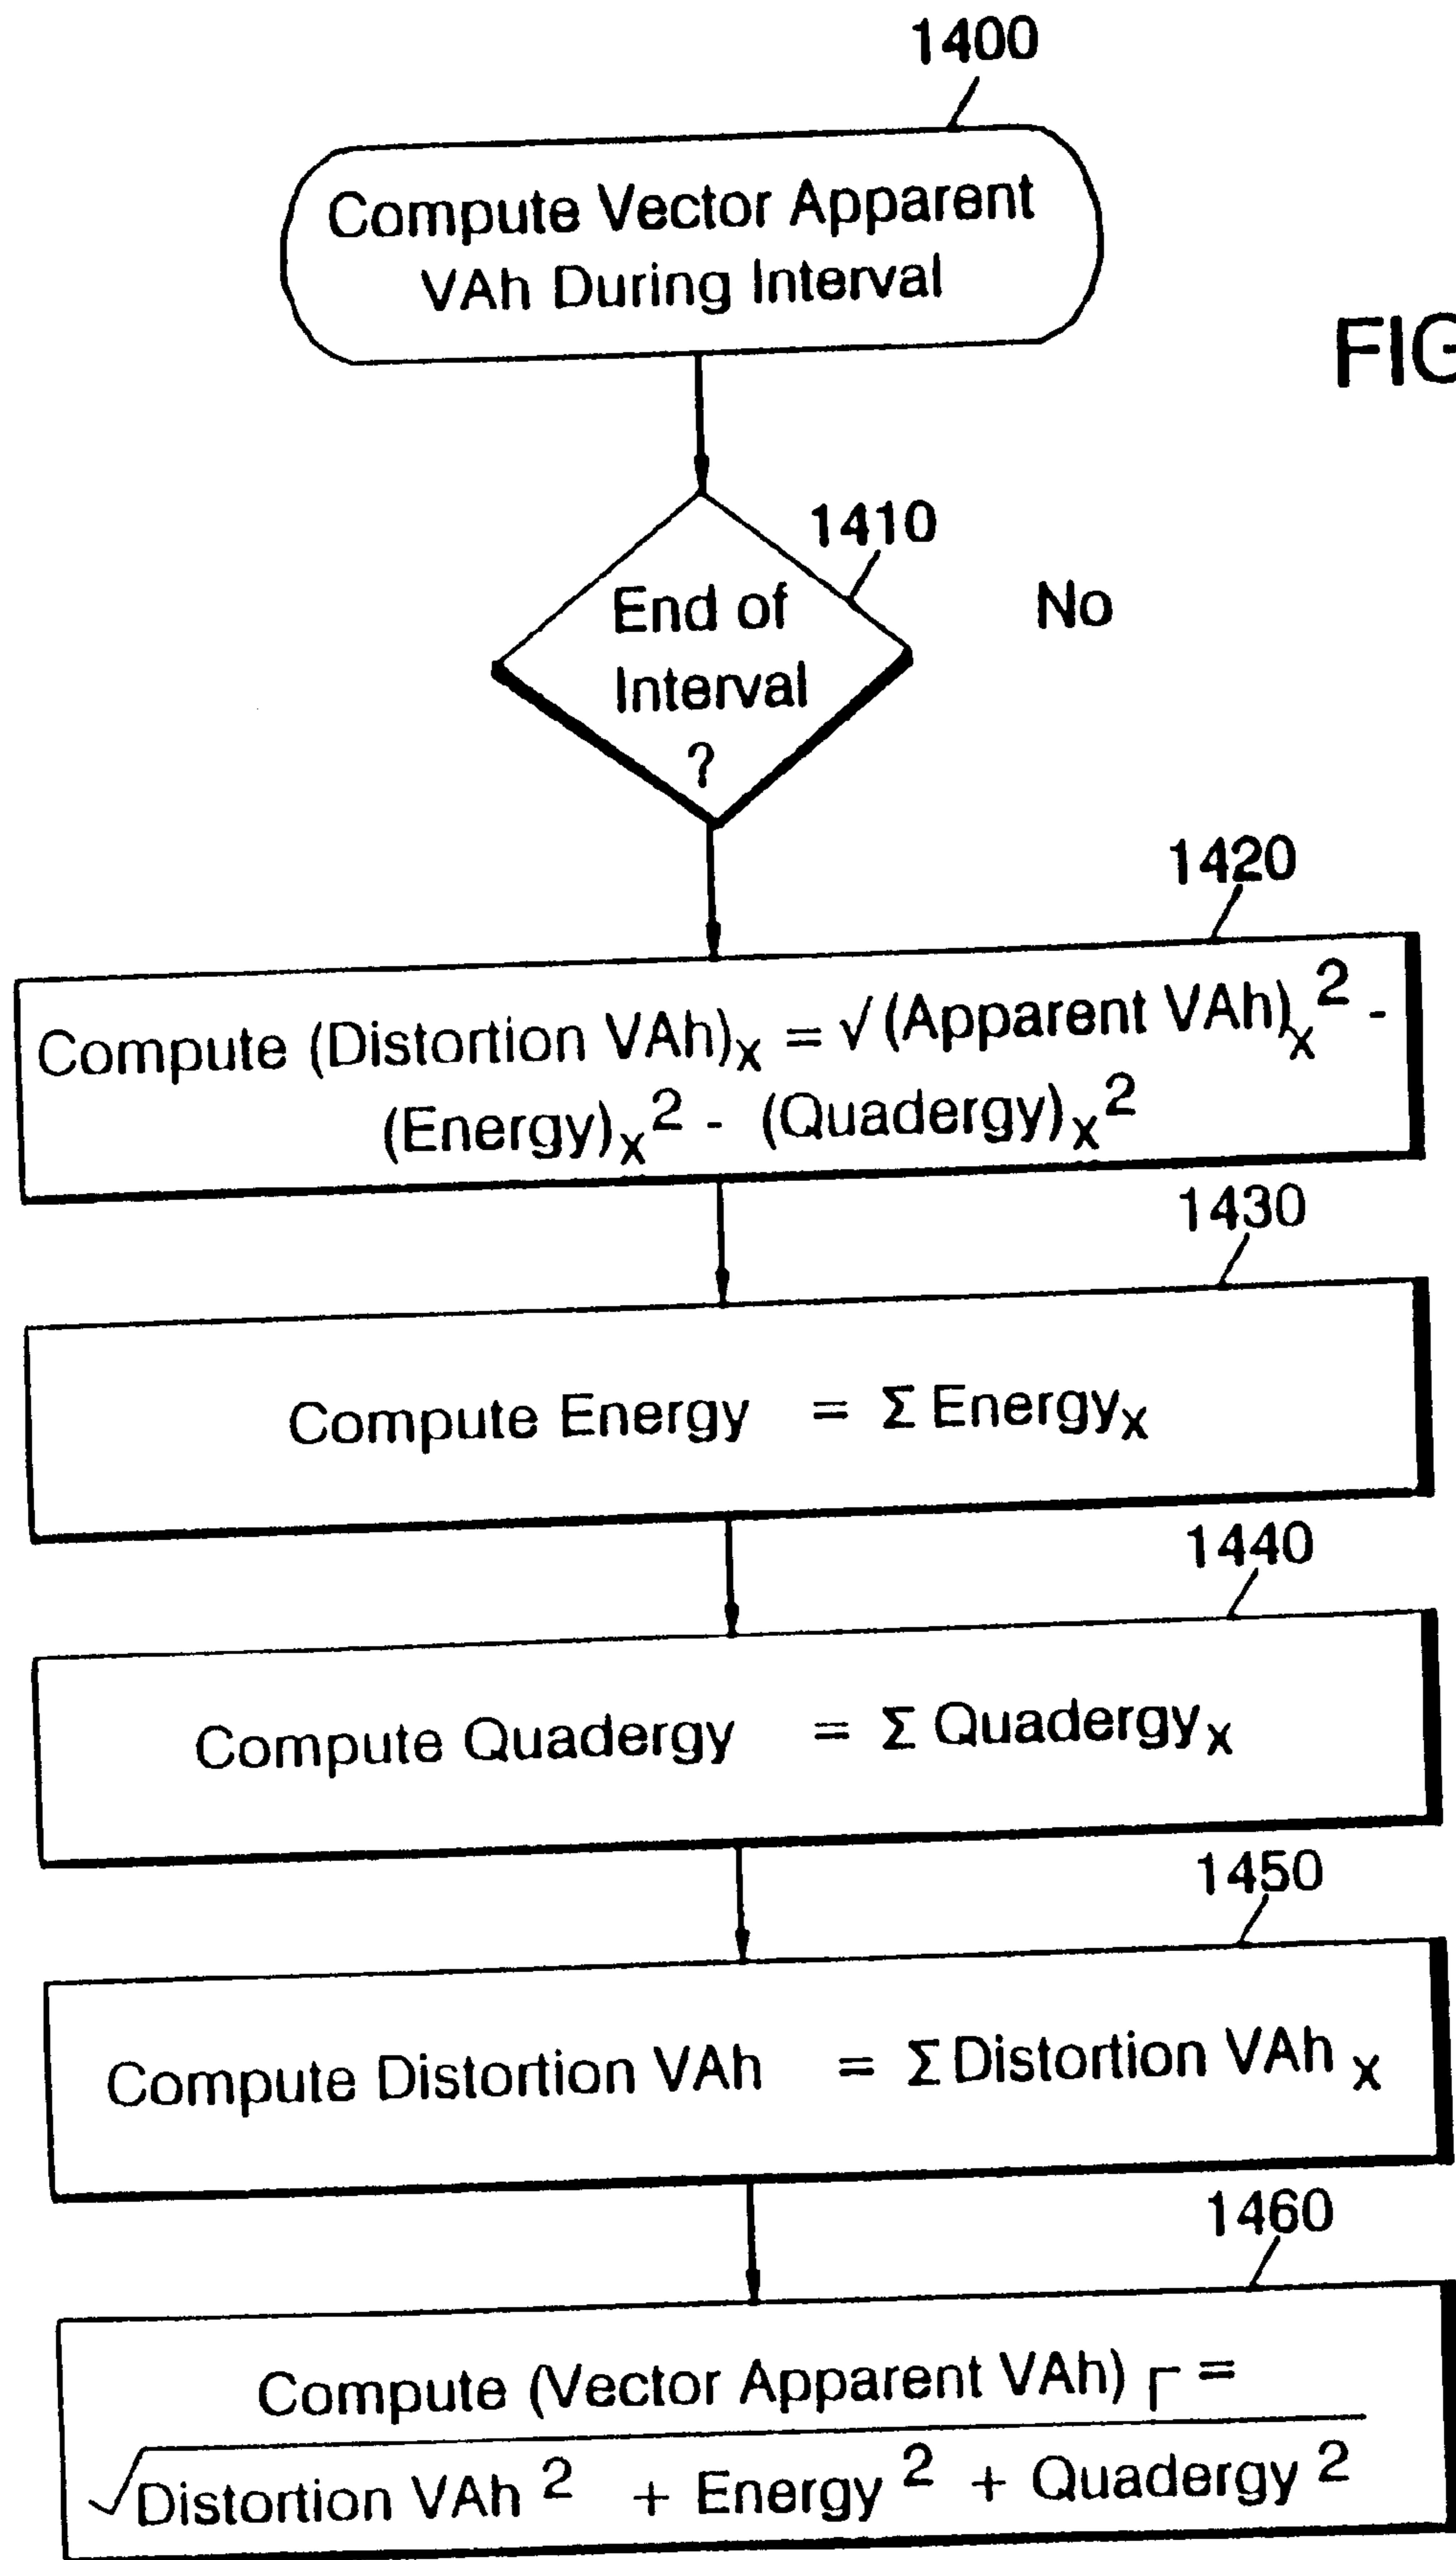 1400
Compute Vector Apparent
VAh During Interval
FIG
1410
End of
Interval
?
No
1420
Compute (Distortion VAh)x = √ (Apparent VAh)x² -
(Energy)x² - (Quadergy)x²
1430
Compute Energy = Σ Energyx
1440
Compute Quadergy = Σ Quadergyx
1450
Compute Distortion VAh = Σ Distortion VAh x
1460
Compute (Vector Apparent VAh) Γ =
√Distortion VAh ² + Energy ² + Quadergy ²